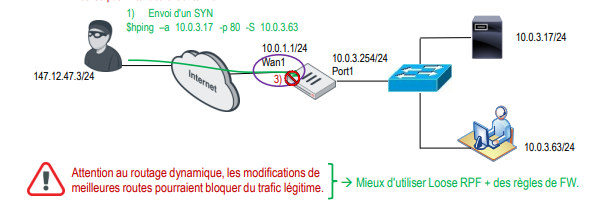 1) Envoi d'un SYN
$hping –a 10.0.3.17 -p 80 -S 10.0.3.63
10.0.1.1/24
Wan1
3)
10.0.3.254/24
Port1
10.0.3.17/24
147.12.47.3/24
Internet
10.0.3.63/24
Attention au routage dynamique, les modifications de
meilleures routes pourraient bloquer du trafic légitime.
→ Mieux d'utiliser Loose RPF + des règles de FW.